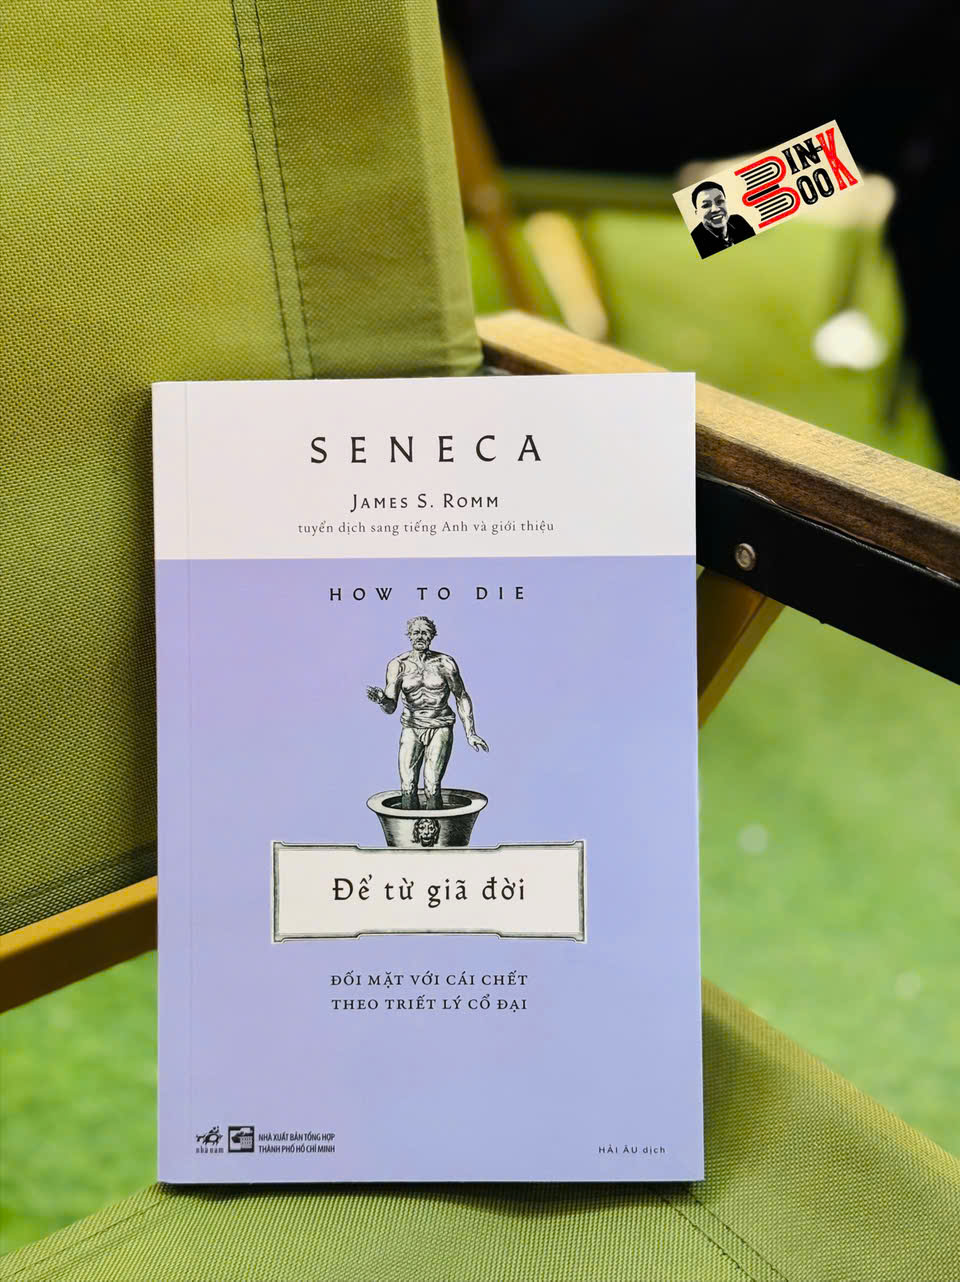 BIN
BOOK
SENECA
JAMES S. ROMM
tuyển dịch sang tiếng Anh và giới thiệu
HOW TO DIE
Để từ giã đời
ĐỐI MẶT VỚI CÁI CHẾT
THEO TRIẾT LÝ CỔ ĐẠI
nhã nam
NHÀ XUẤT BẢN TỔNG HỢP
THÀNH PHỐ HỒ CHÍ MINH
HẢI ÂU dịch